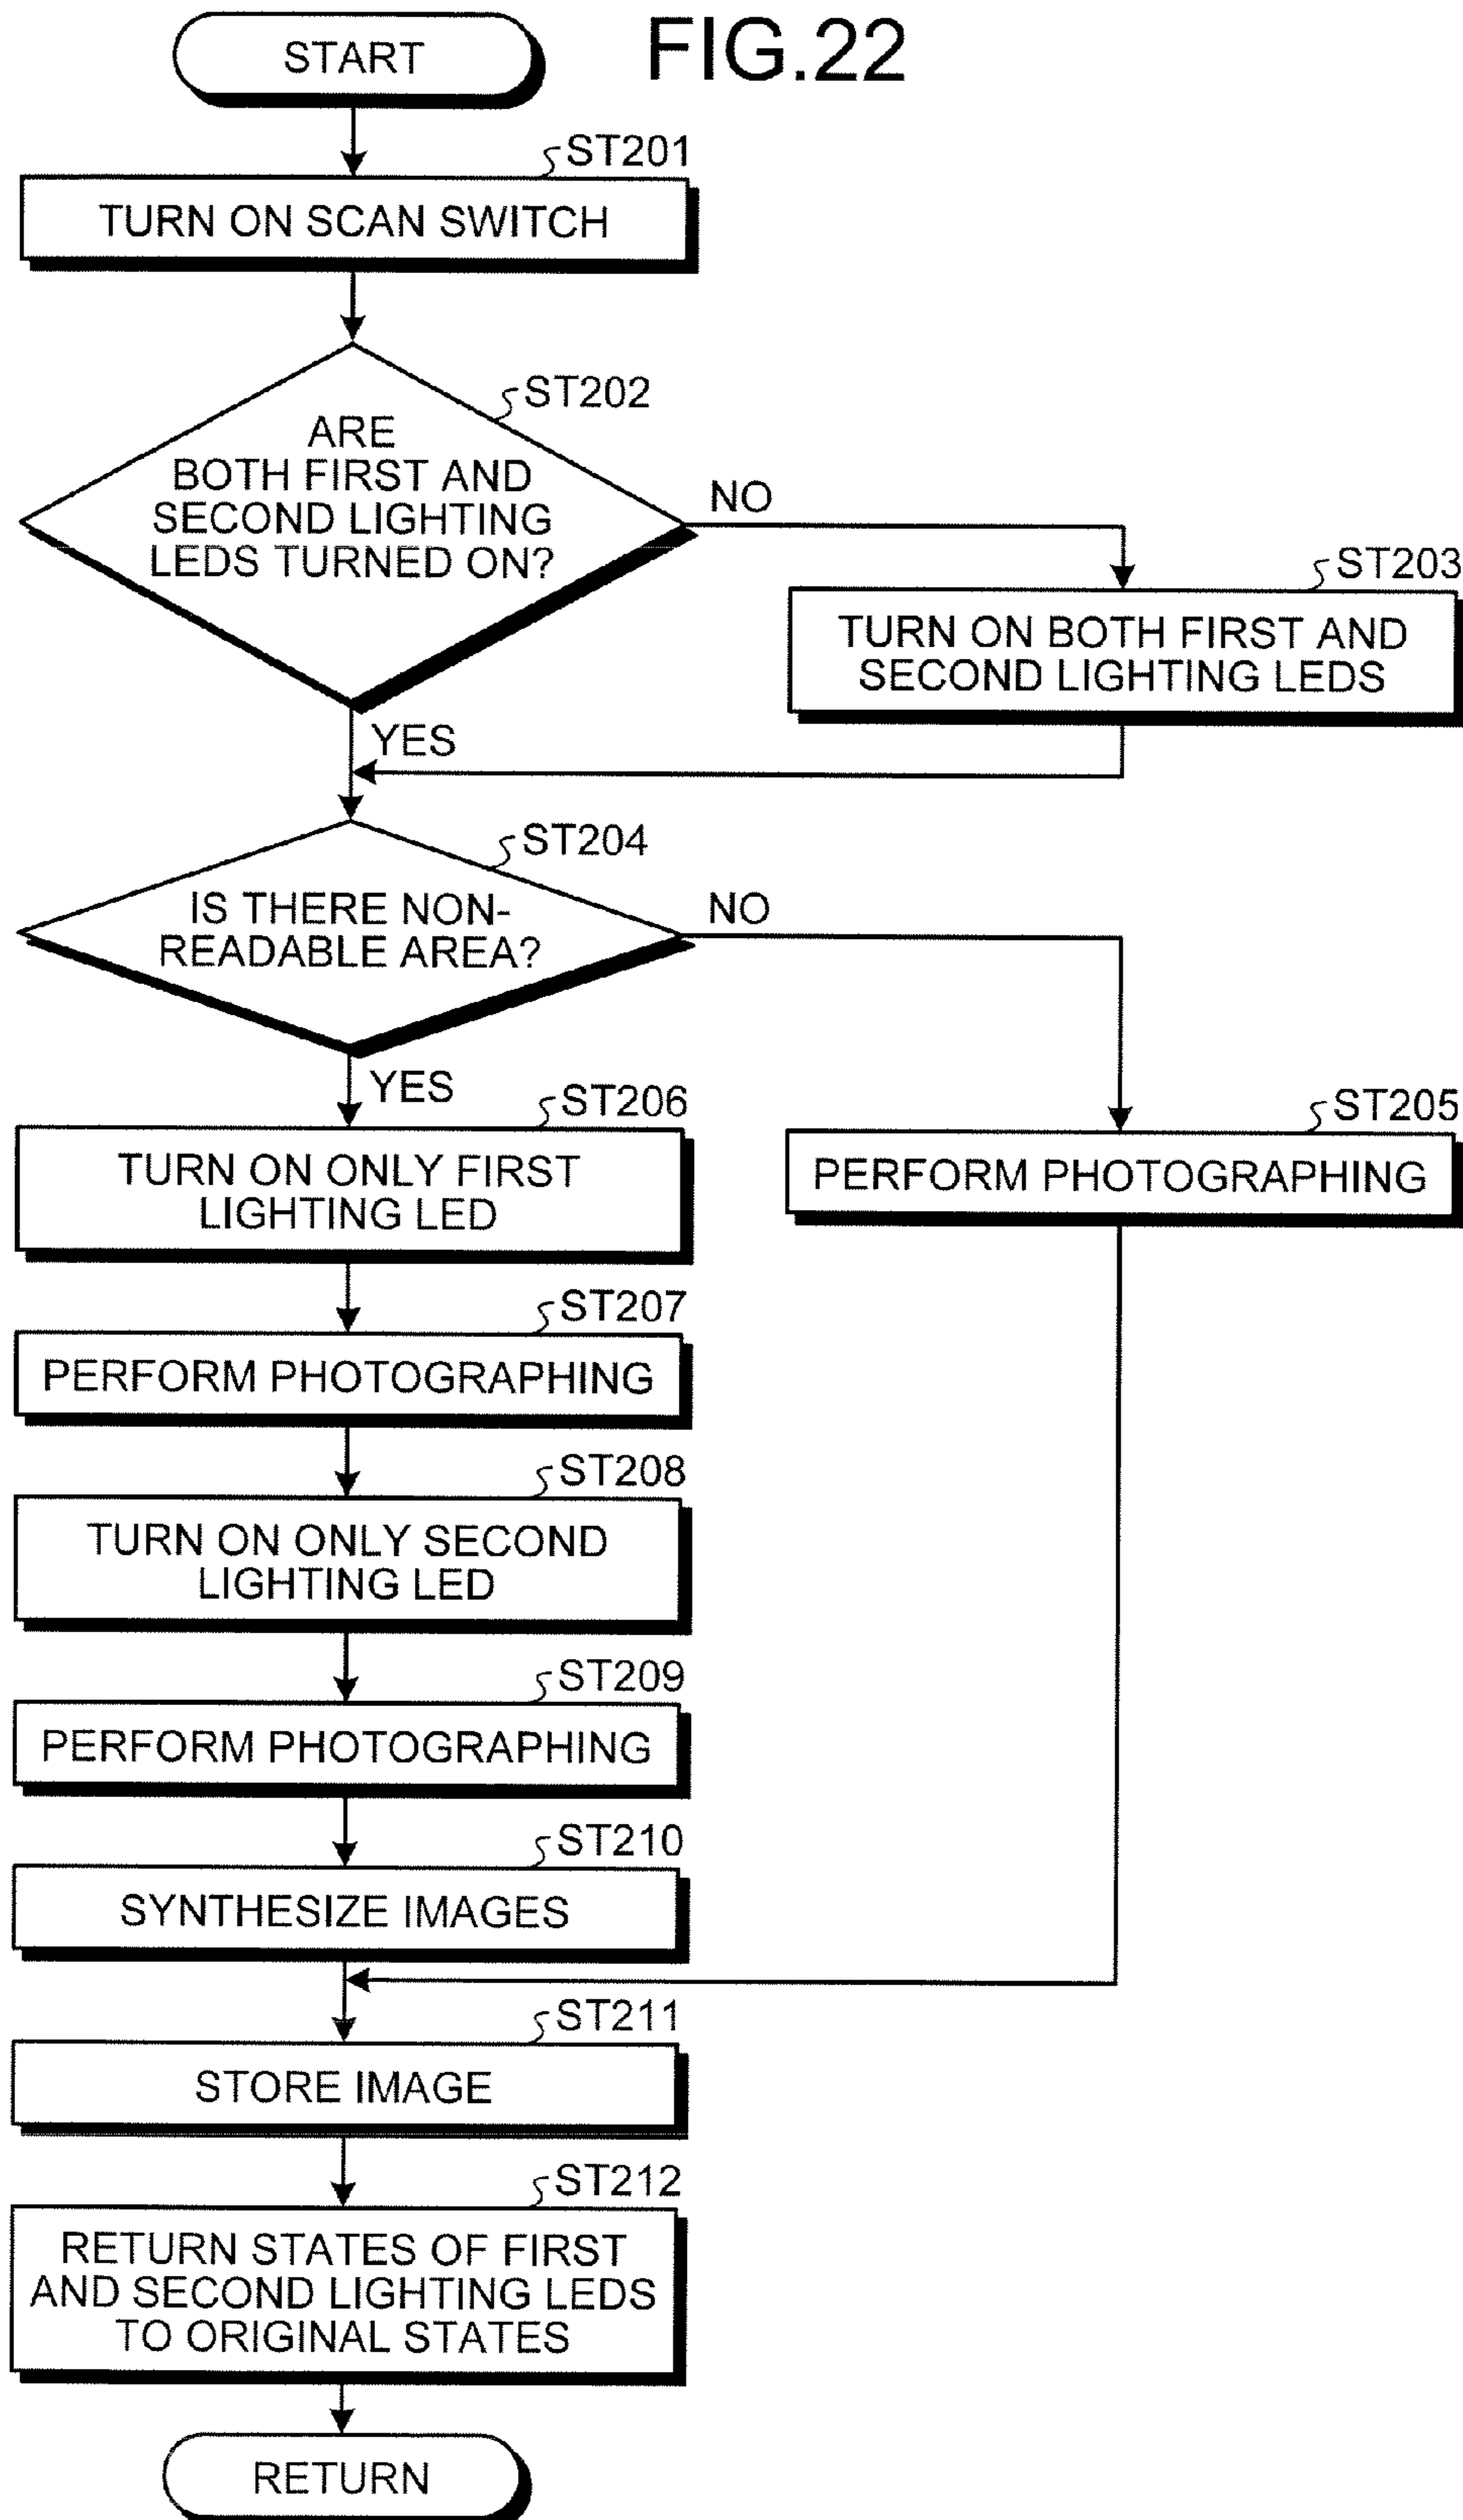 FIG.22
START
ST201
TURN ON SCAN SWITCH
ST202
ARE
BOTH FIRST AND
SECOND LIGHTING
LEDS TURNED ON?
NO
ST203
TURN ON BOTH FIRST AND
SECOND LIGHTING LEDS
YES
ST204
IS THERE NON-
READABLE AREA?
NO
YES
ST205
PERFORM PHOTOGRAPHING
ST206
TURN ON ONLY FIRST
LIGHTING LED
ST207
PERFORM PHOTOGRAPHING
ST208
TURN ON ONLY SECOND
LIGHTING LED
ST209
PERFORM PHOTOGRAPHING
ST210
SYNTHESIZE IMAGES
ST211
STORE IMAGE
ST212
RETURN STATES OF FIRST
AND SECOND LIGHTING LEDS
TO ORIGINAL STATES
RETURN